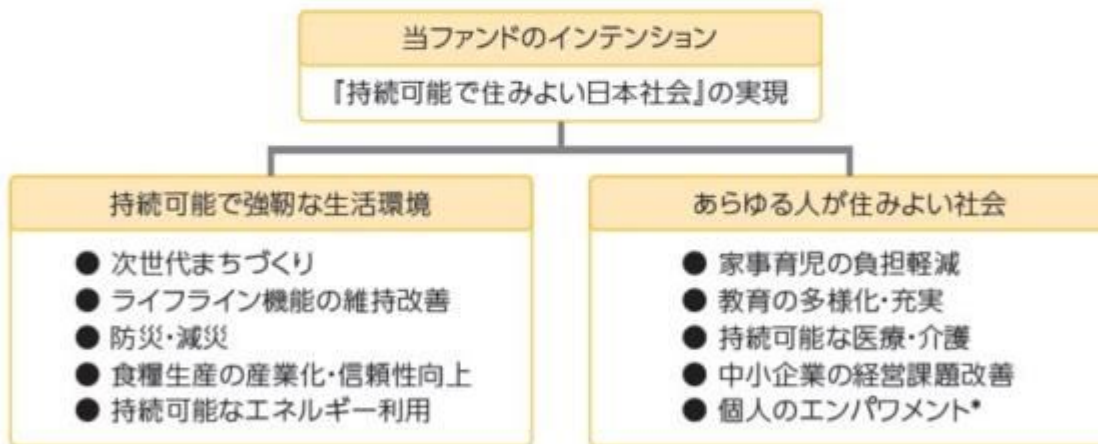 当ファンドのインテンション
『持続可能で住みよい日本社会』の実現
持続可能で強靭な生活環境
● 次世代まちづくり
● ライフライン機能の維持改善
● 防災・減災
● 食糧生産の産業化・信頼性向上
● 持続可能なエネルギー利用
あらゆる人が住みよい社会
● 家事育児の負担軽減
● 教育の多様化・充実
● 持続可能な医療・介護
● 中小企業の経営課題改善
● 個人のエンパワメント*